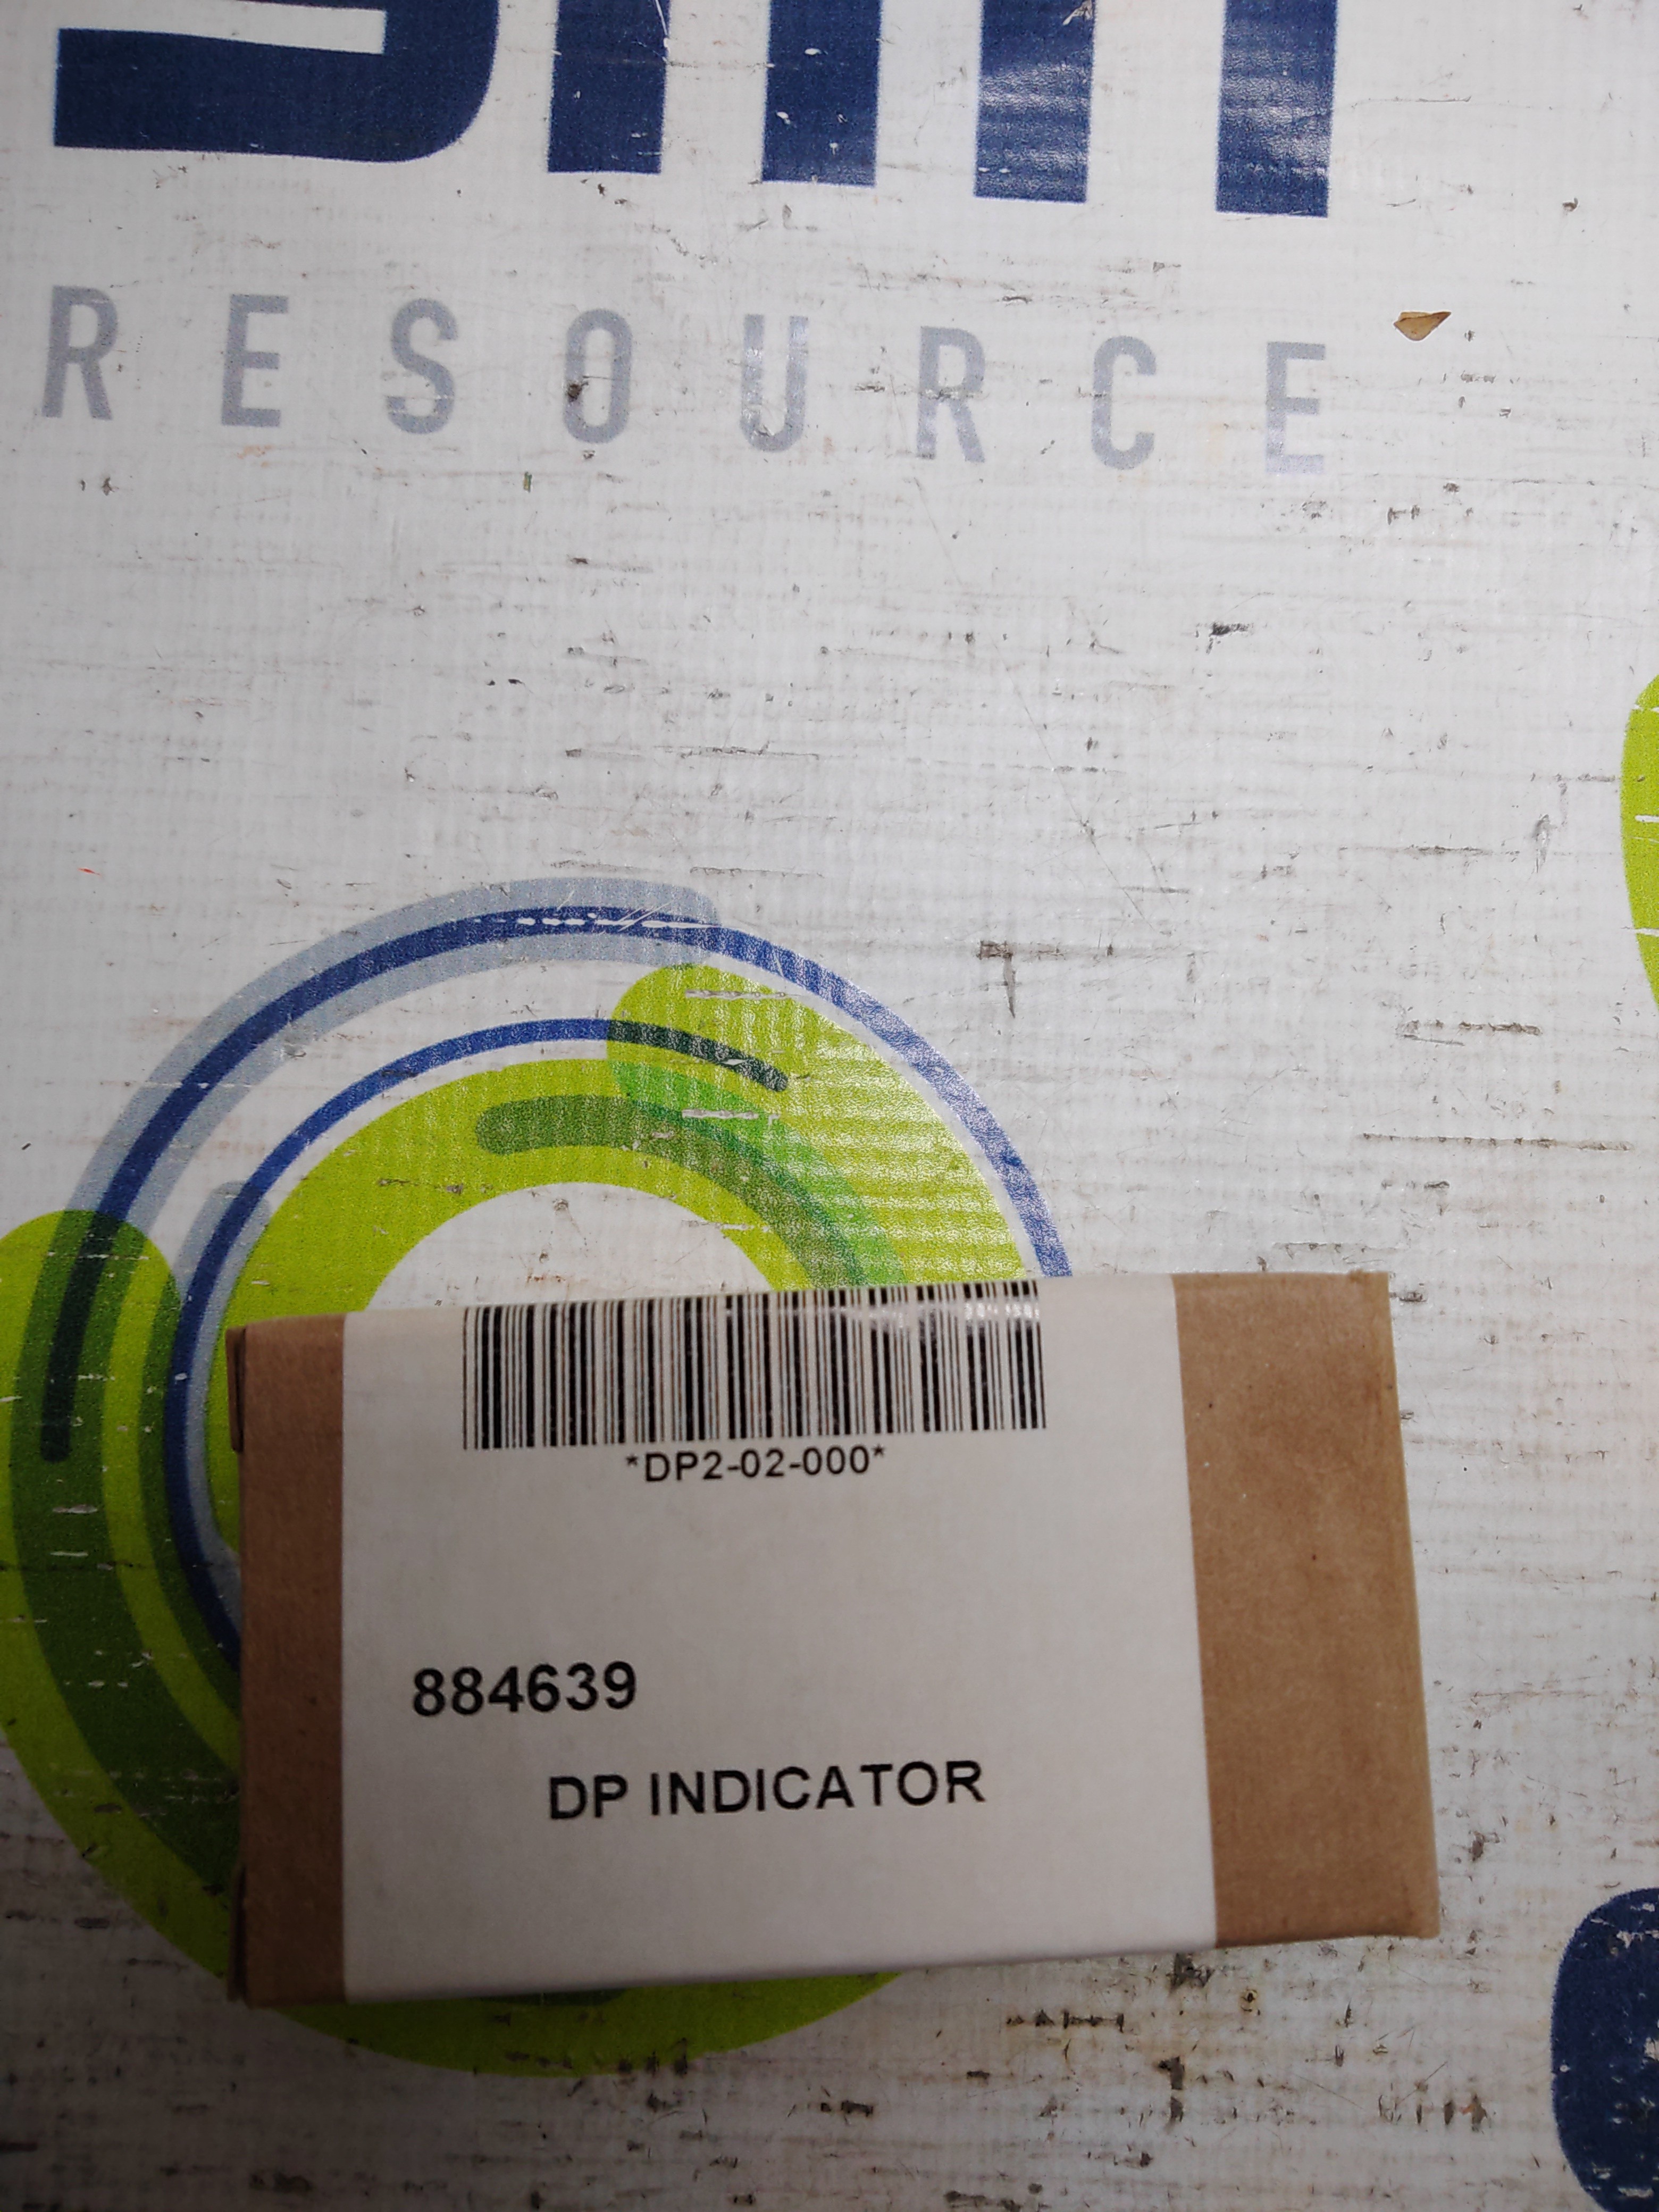 RESOURCE
*DP2-02-000*
884639
DP INDICATOR